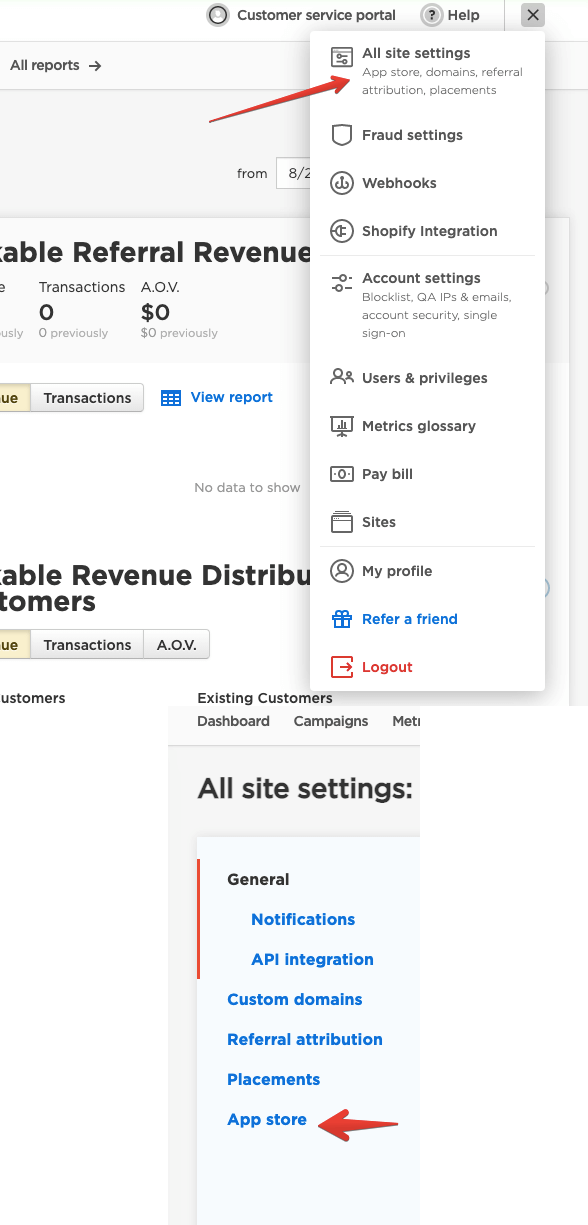 Customer service portal
Help
All reports
from
8/2
All site settings
App store, domains, referral
attribution, placements
Fraud settings
Webhooks
Shopify Integration
Account settings
Blocklist, QA IPs & emails,
account security, single
sign-on
Users & privileges
Metrics glossary
Pay bill
Sites
My profile
Refer a friend
Logout
kable Referral Revenue
e
Transactions
A.O.V.
0
$0
usly
0 previously
$0 previously
ue
Transactions
View report
No data to show
kable Revenue Distribu
tomers
ue
Transactions
A.O.V.
ustomers
Existing Customers
Dashboard
Campaigns
Metr
All site settings:
General
Notifications
API integration
Custom domains
Referral attribution
Placements
App store